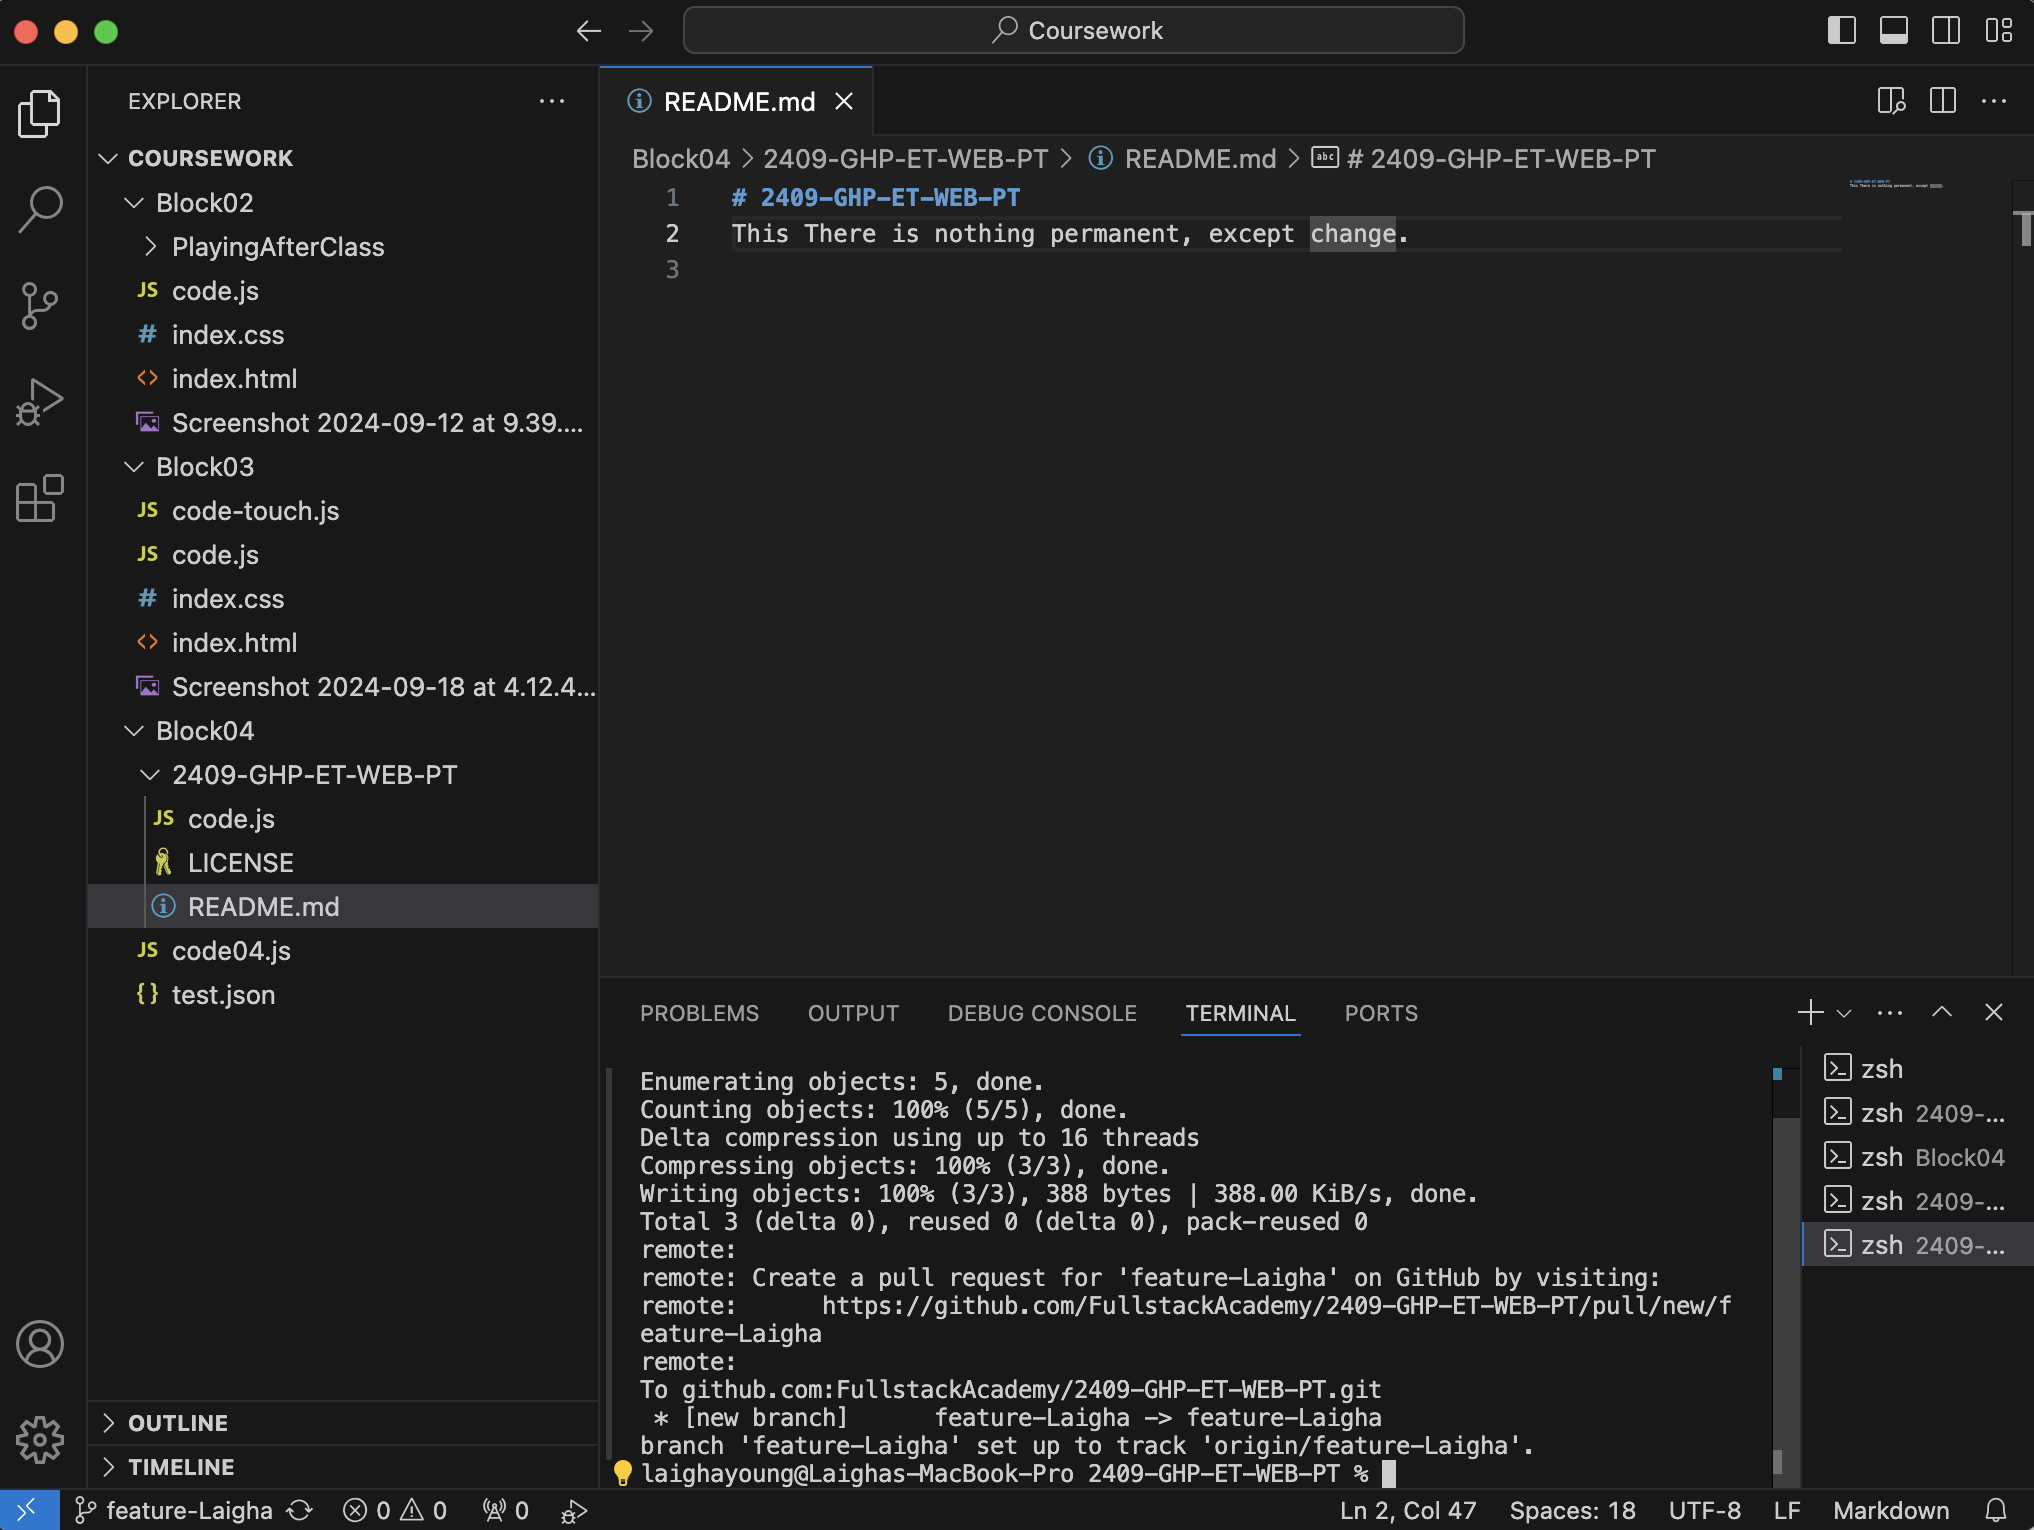 Coursework
EXPLORER
COURSEWORK
Block02
PlayingAfterClass
JS code.js
# index.css
<> index.html
Screenshot 2024-09-12 at 9.39....
Block03
JS code-touch.js
JS code.js
# index.css
<> index.html
Screenshot 2024-09-18 at 4.12.4...
Block04
2409-GHP-ET-WEB-PT
JS code.js
LICENSE
README.md
JS code04.js
{} test.json
OUTLINE
TIMELINE
README.md
Block04 > 2409-GHP-ET-WEB-PT > README.md > abc # 2409-GHP-ET-WEB-PT
1 # 2409-GHP-ET-WEB-PT
2 This There is nothing permanent, except change.
3
PROBLEMS OUTPUT DEBUG CONSOLE TERMINAL PORTS
Enumerating objects: 5, done.
Counting objects: 100% (5/5), done.
Delta compression using up to 16 threads
Compressing objects: 100% (3/3), done.
Writing objects: 100% (3/3), 388 bytes | 388.00 KiB/s, done.
Total 3 (delta 0), reused 0 (delta 0), pack-reused 0
remote:
remote: Create a pull request for 'feature-Laigha' on GitHub by visiting:
remote:      https://github.com/FullstackAcademy/2409-GHP-ET-WEB-PT/pull/new/f
eature-Laigha
remote:
To github.com:FullstackAcademy/2409-GHP-ET-WEB-PT.git
 * [new branch]      feature-Laigha -> feature-Laigha
branch 'feature-Laigha' set up to track 'origin/feature-Laigha'.
laighayoung@Laighas-MacBook-Pro 2409-GHP-ET-WEB-PT %
zsh
zsh 2409-...
zsh Block04
zsh 2409-...
zsh 2409-...
feature-Laigha 0 0 0 Ln 2, Col 47 Spaces: 18 UTF-8 LF Markdown